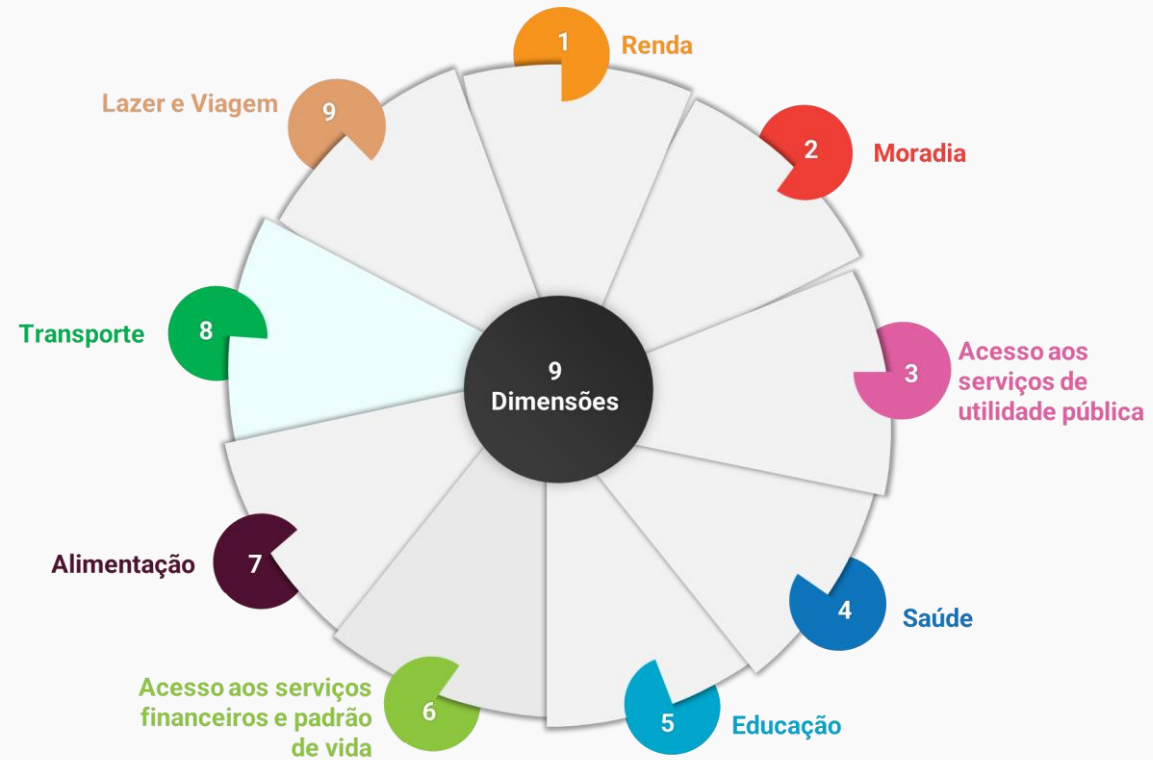 1
Renda
2
Moradia
3
Acesso aos
serviços de
utilidade pública
4
Saúde
5
Educação
6
Acesso aos serviços
financeiros e padrão
de vida
7
Alimentação
8
Transporte
9
Lazer e Viagem
9
Dimensões